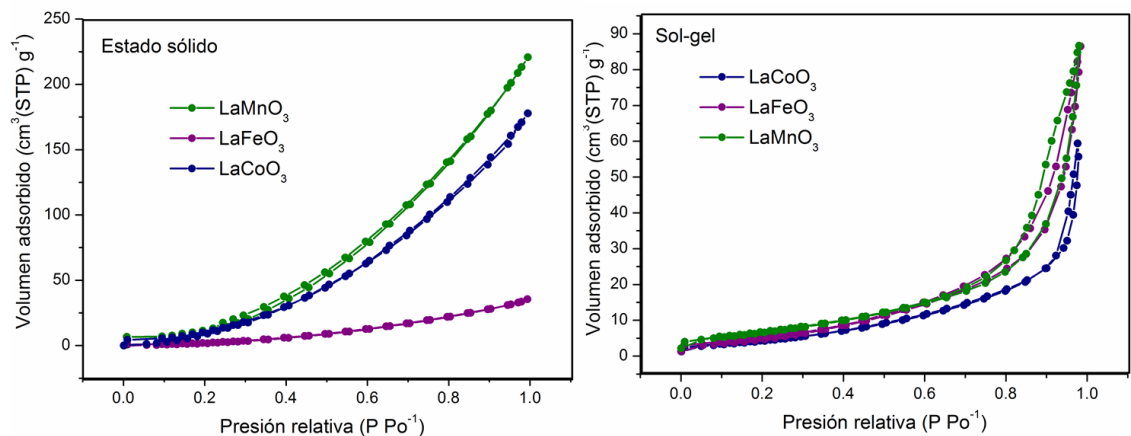 Estado sólido
LaMnO₃
LaFeO₃
LaCoO₃
Volumen adsorbido (cm³(STP) g⁻¹)
250
200
150
100
50
0
0.0 0.2 0.4 0.6 0.8 1.0
Presión relativa (P Po⁻¹)
Sol-gel
LaCoO₃
LaFeO₃
LaMnO₃
Volumen adsorbido (cm³(STP) g⁻¹)
90
80
70
60
50
40
30
20
10
0
0.0 0.2 0.4 0.6 0.8 1.0
Presión relativa (P Po⁻¹)